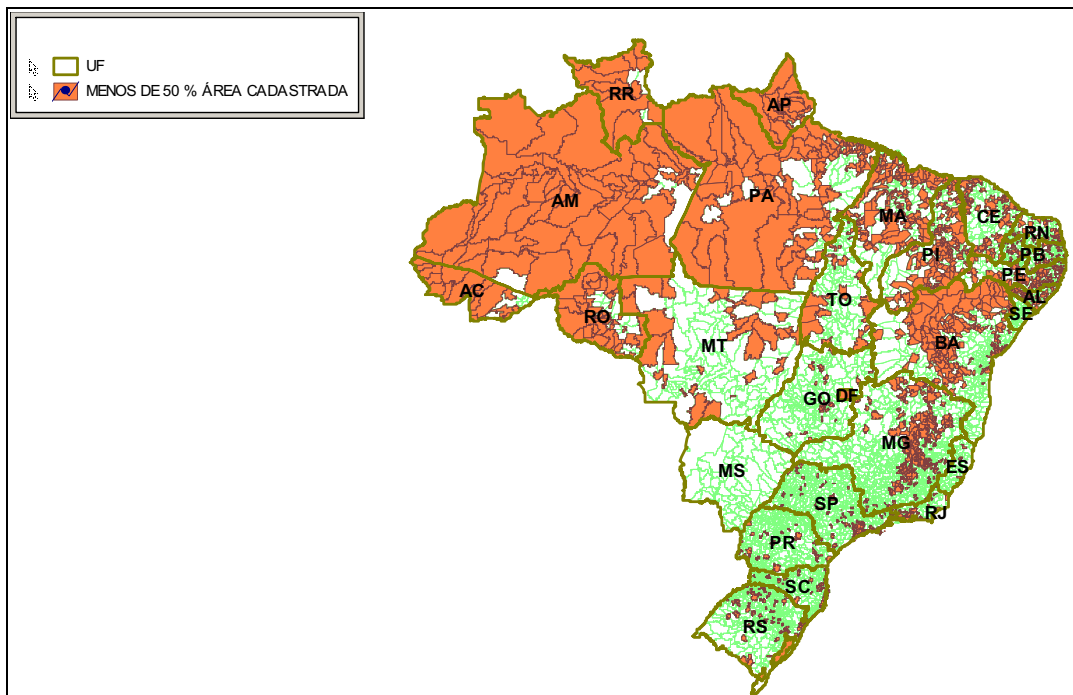 UF
MENOS DE 50 % ÁREA CADASTRADA
RR
AP
AM
PA
MA
CE
RN
PB
PI
PE
AL
SE
AC
RO
TO
BA
MT
GO
DF
MG
ES
MS
SP
RJ
PR
SC
RS